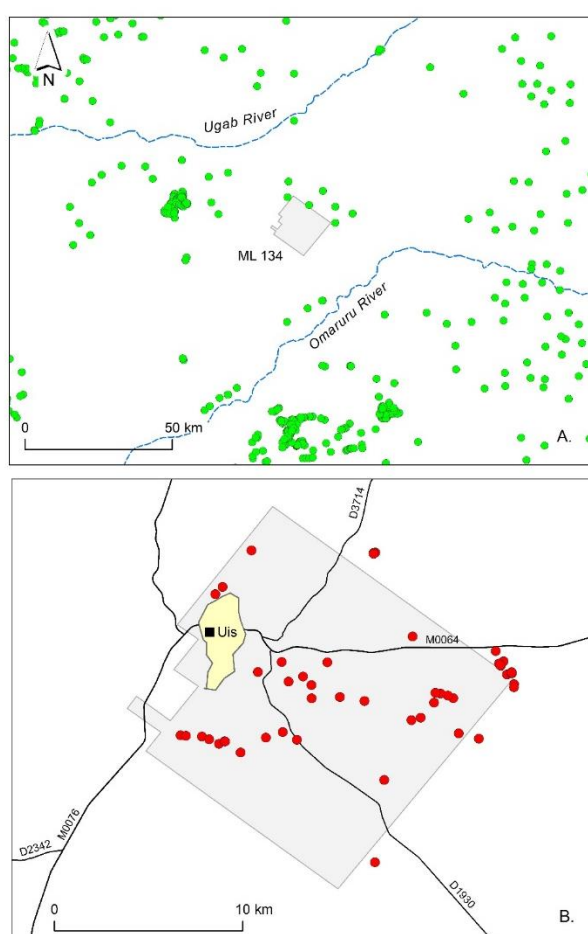 N
Ugab River
ML 134
Omaruru River
0 50 km
A.
D3714
Uis
M0064
M0076
D2342
D1930
0 10 km
B.